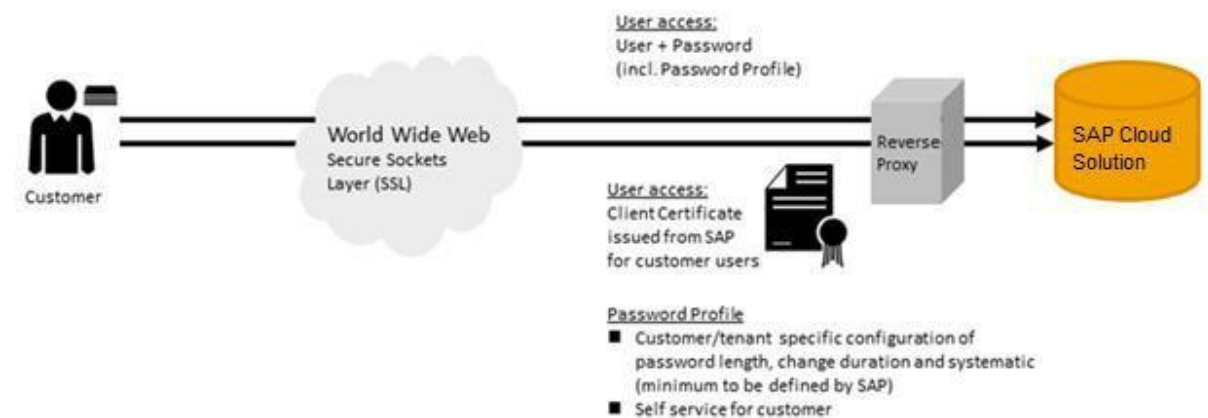 User access:
User + Password
(incl. Password Profile)
World Wide Web
Secure Sockets
Layer (SSL)
Customer
Reverse
Proxy
SAP Cloud
Solution
User access:
Client Certificate
issued from SAP
for customer users
Password Profile
■ Customer/tenant specific configuration of
password length, change duration and systematic
(minimum to be defined by SAP)
■ Self service for customer